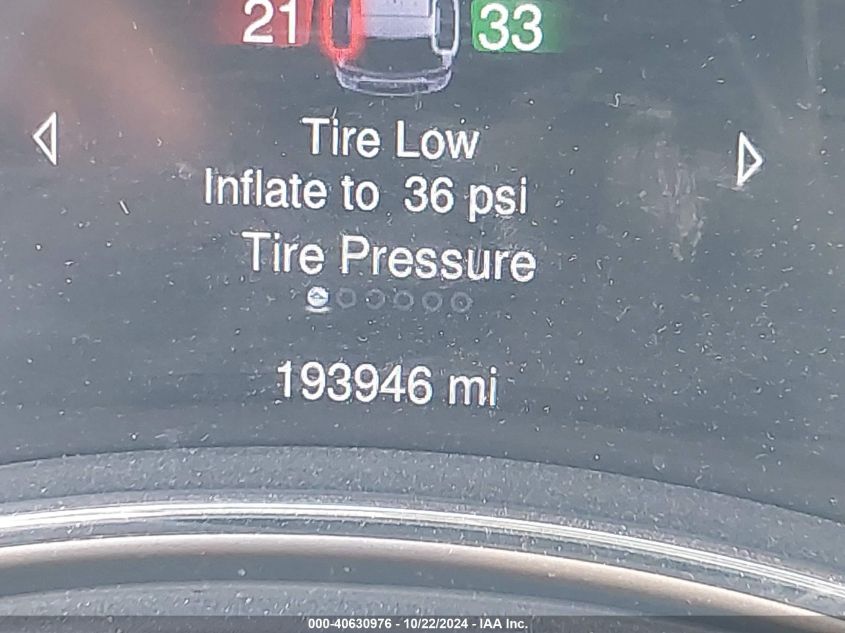 21 33
Tire Low
Inflate to 36 psi
Tire Pressure
193946 mi
000-40630976 - 10/22/2024 - IAA Inc.